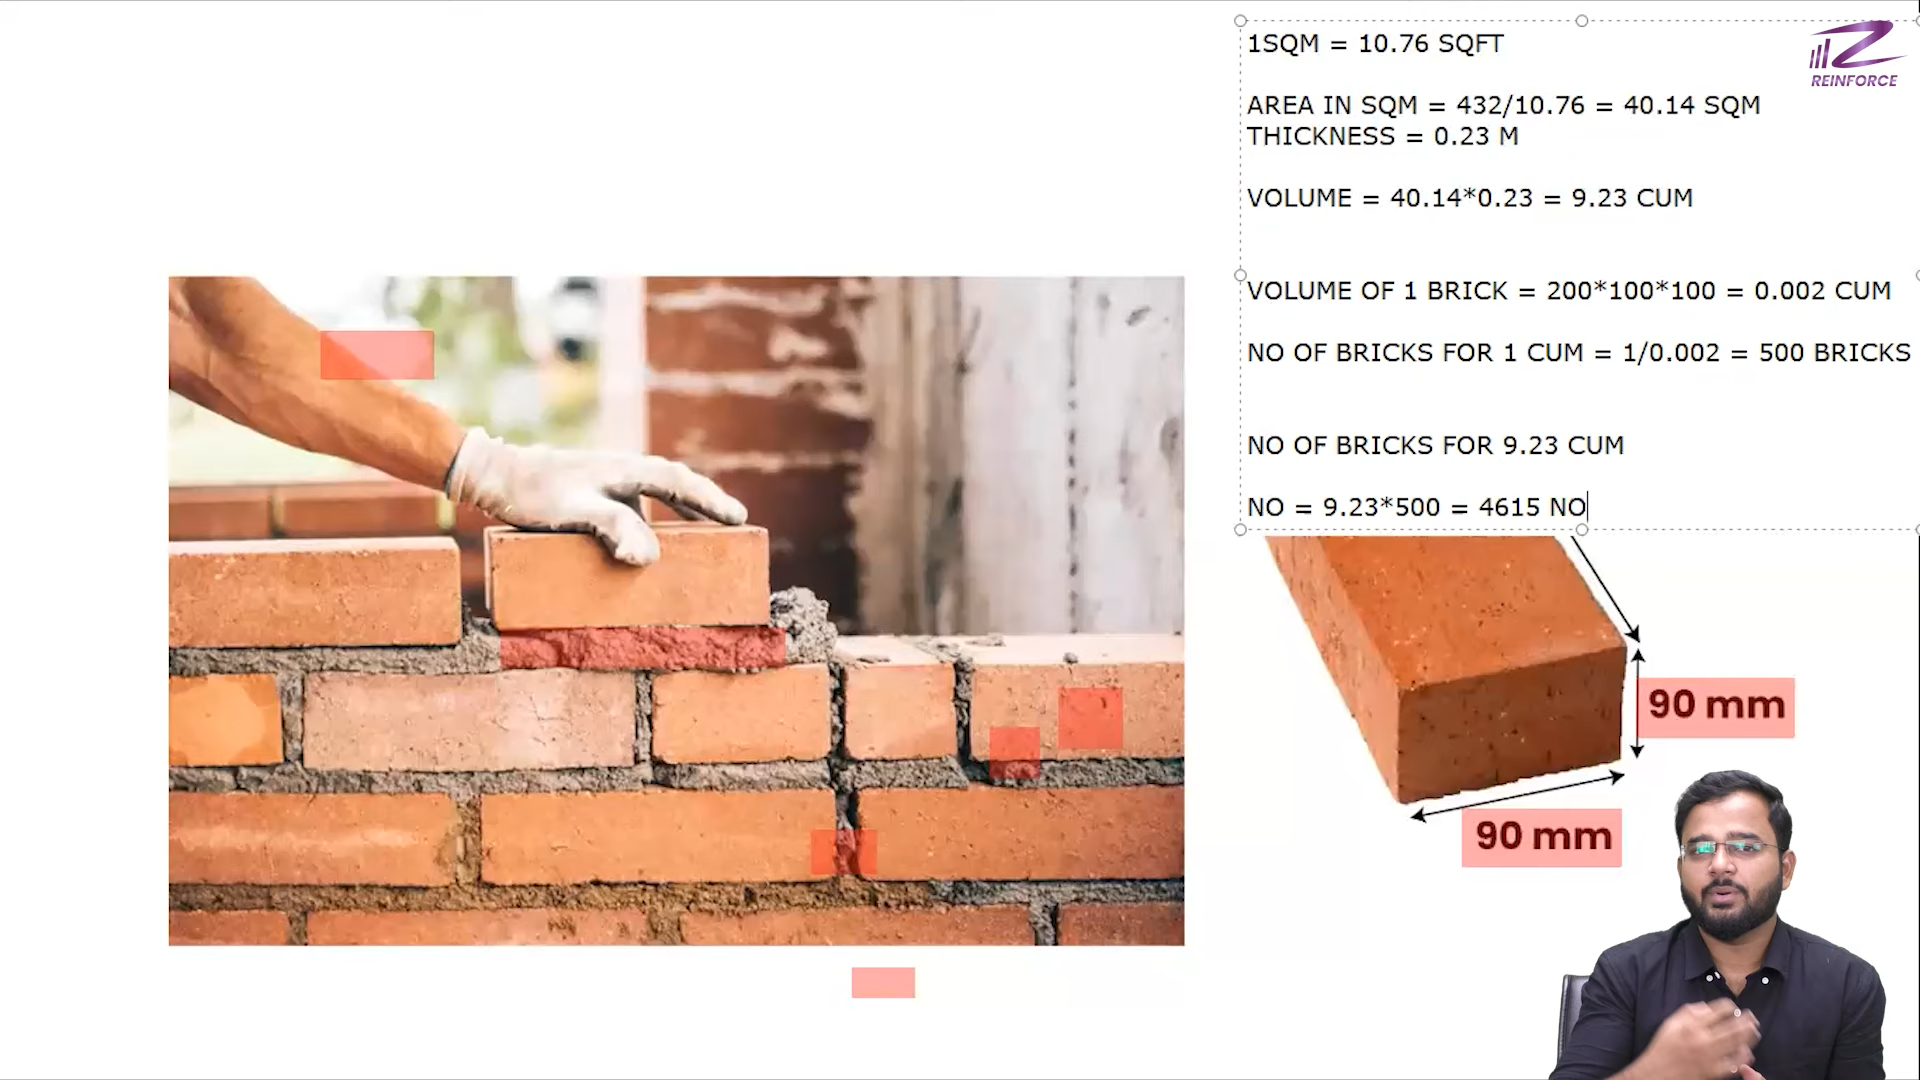 1SQM = 10.76 SQFT
AREA IN SQM = 432/10.76 = 40.14 SQM
THICKNESS = 0.23 M
VOLUME = 40.14*0.23 = 9.23 CUM
VOLUME OF 1 BRICK = 200*100*100 = 0.002 CUM
NO OF BRICKS FOR 1 CUM = 1/0.002 = 500 BRICKS
NO OF BRICKS FOR 9.23 CUM
NO = 9.23*500 = 4615 NO
REINFORCE
90 mm
90 mm